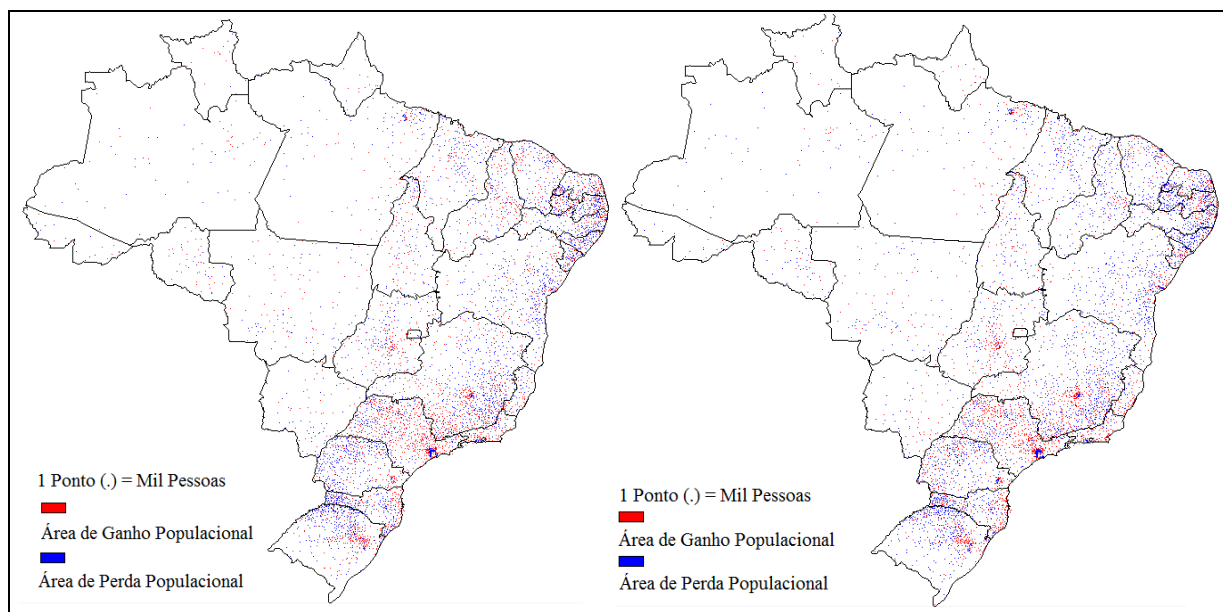 1 Ponto (.) = Mil Pessoas
Área de Ganho Populacional
Área de Perda Populacional
1 Ponto (.) = Mil Pessoas
Área de Ganho Populacional
Área de Perda Populacional